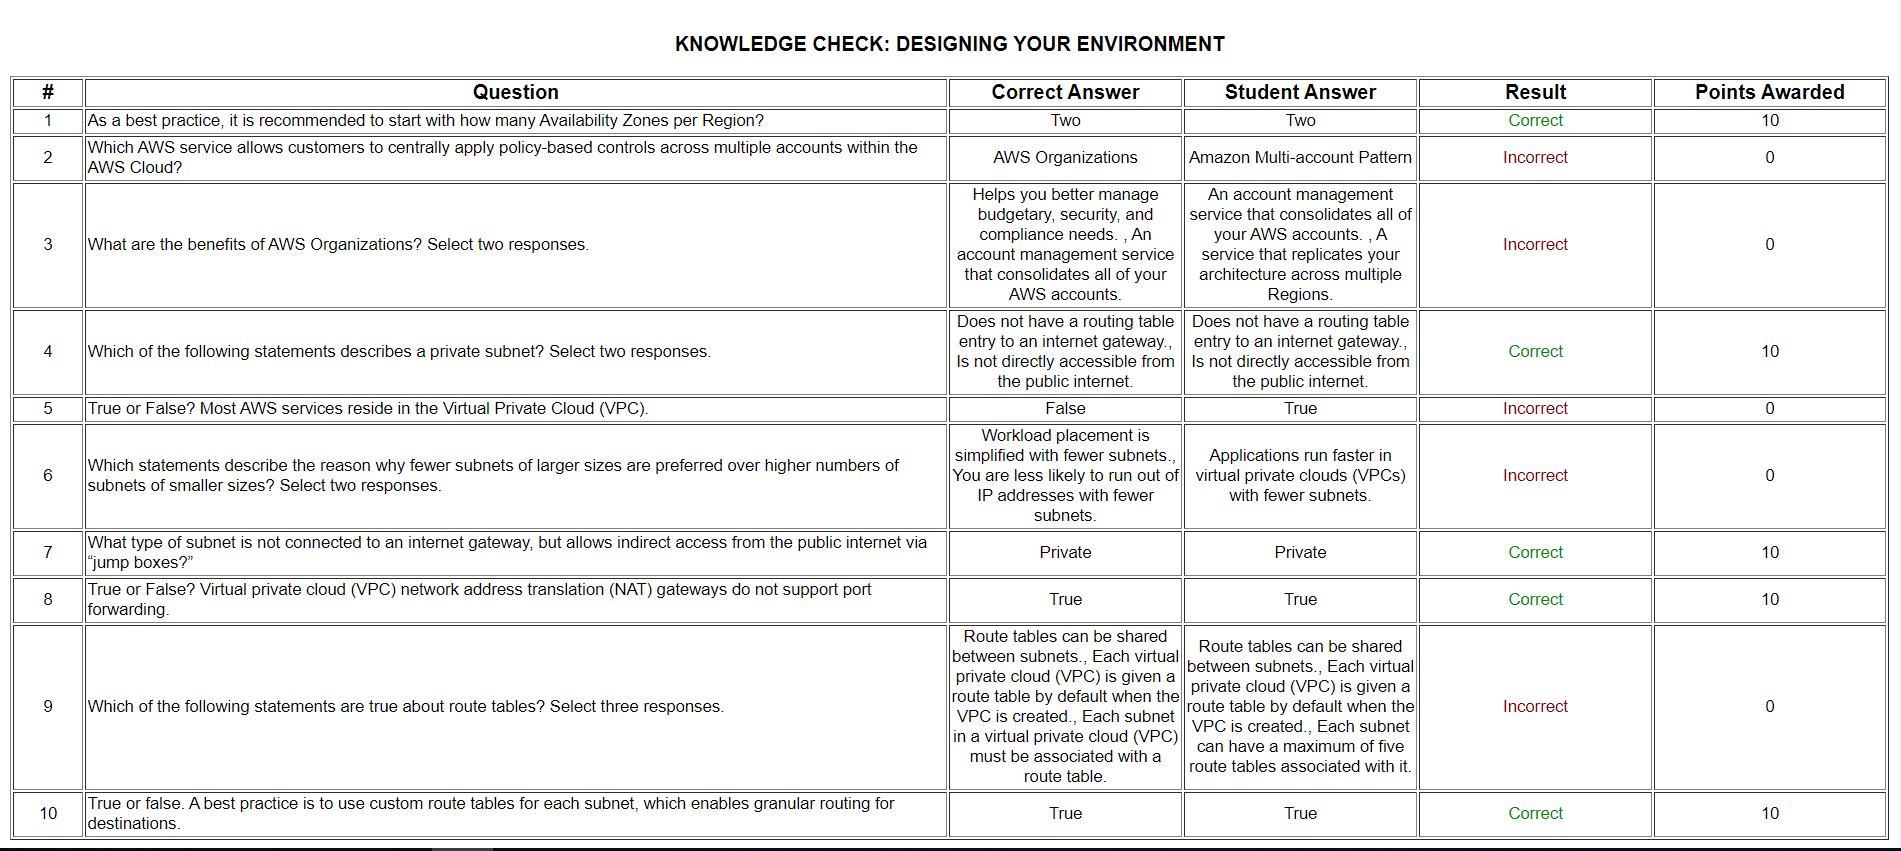 KNOWLEDGE CHECK: DESIGNING YOUR ENVIRONMENT
# Question Correct Answer Student Answer Result Points Awarded
1 As a best practice, it is recommended to start with how many Availability Zones per Region? Two Two Correct 10
2
Which AWS service allows customers to centrally apply policy-based controls across multiple accounts within the
AWS Cloud?
AWS Organizations
Amazon Multi-account Pattern
Incorrect
0
3
What are the benefits of AWS Organizations? Select two responses.
Helps you better manage
budgetary, security, and
compliance needs. , An
account management service
that consolidates all of your
AWS accounts.
An account management
service that consolidates all of
your AWS accounts. , A
service that replicates your
architecture across multiple
Regions.
Incorrect
0
4
Which of the following statements describes a private subnet? Select two responses.
Does not have a routing table
entry to an internet gateway.,
Is not directly accessible from
the public internet.
Does not have a routing table
entry to an internet gateway.,
Is not directly accessible from
the public internet.
Correct
10
5 True or False? Most AWS services reside in the Virtual Private Cloud (VPC). False True Incorrect 0
6
Which statements describe the reason why fewer subnets of larger sizes are preferred over higher numbers of
subnets of smaller sizes? Select two responses.
Workload placement is
simplified with fewer subnets.,
You are less likely to run out of
IP addresses with fewer
subnets.
Applications run faster in
virtual private clouds (VPCs)
with fewer subnets.
Incorrect
0
7
What type of subnet is not connected to an internet gateway, but allows indirect access from the public internet via
“jump boxes?”
Private
Private
Correct
10
8
True or False? Virtual private cloud (VPC) network address translation (NAT) gateways do not support port
forwarding.
True
True
Correct
10
9
Which of the following statements are true about route tables? Select three responses.
Route tables can be shared
between subnets., Each virtual
private cloud (VPC) is given a
route table by default when the
VPC is created., Each subnet
in a virtual private cloud (VPC)
must be associated with a
route table.
Route tables can be shared
between subnets., Each virtual
private cloud (VPC) is given a
route table by default when the
VPC is created., Each subnet
can have a maximum of five
route tables associated with it.
Incorrect
0
10
True or false. A best practice is to use custom route tables for each subnet, which enables granular routing for
destinations.
True
True
Correct
10